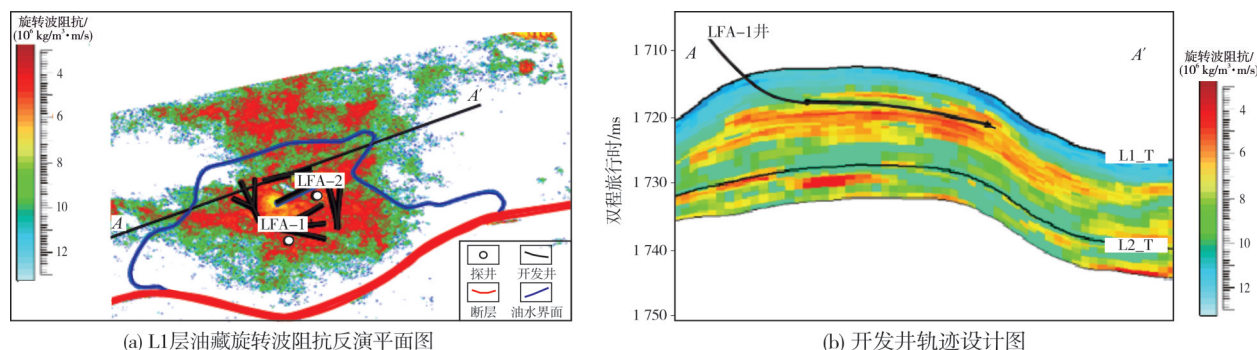 旋转波阻抗/
(10⁶ kg/m³·m/s)
4
6
8
10
12
A
A′
LFA-2
LFA-1
探井
开发井
断层
油水界面
(a) L1层油藏旋转波阻抗反演平面图
双程旅行时/ms
1 710
1 720
1 730
1 740
1 750
A
LFA-1井
A′
L1_T
L2_T
旋转波阻抗/
(10⁶ kg/m³·m/s)
4
6
8
10
12
(b) 开发井轨迹设计图